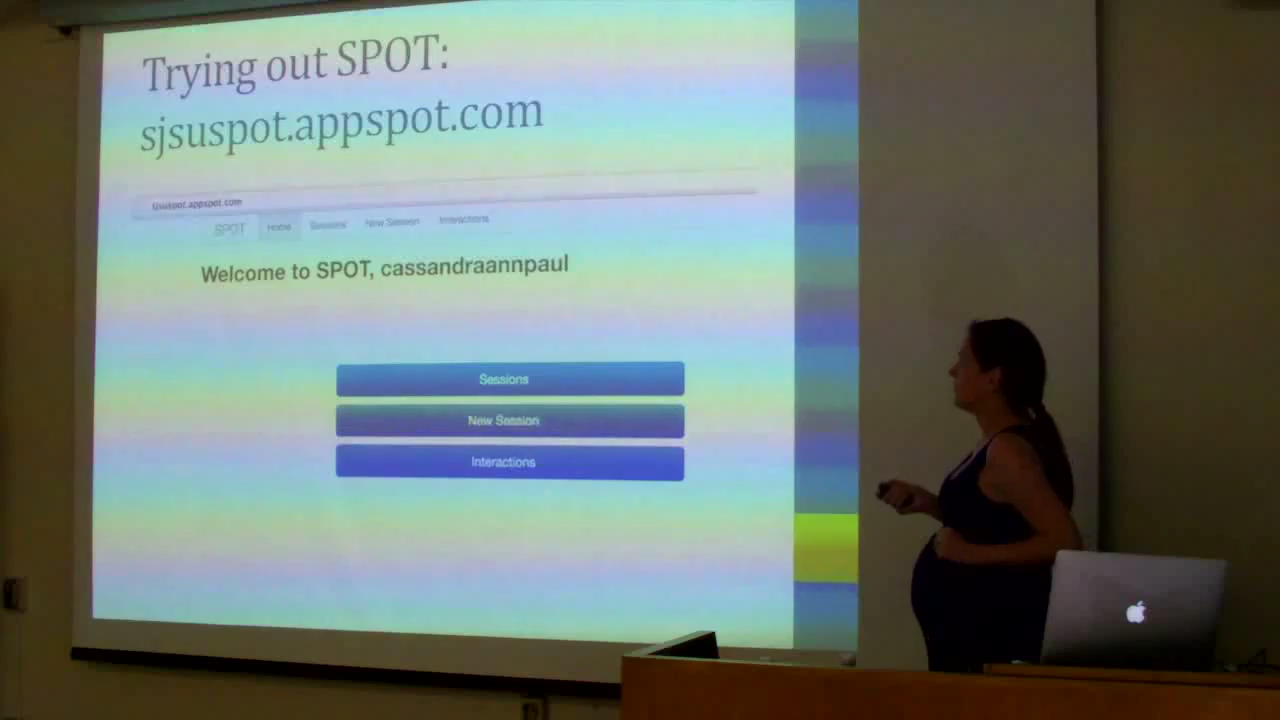 Trying out SPOT:
sjsuspot.appspot.com
sjsuspot.appspot.com
SPOT Home Sessions New Session Interactions
Welcome to SPOT, cassandraannpaul
Sessions
New Session
Interactions